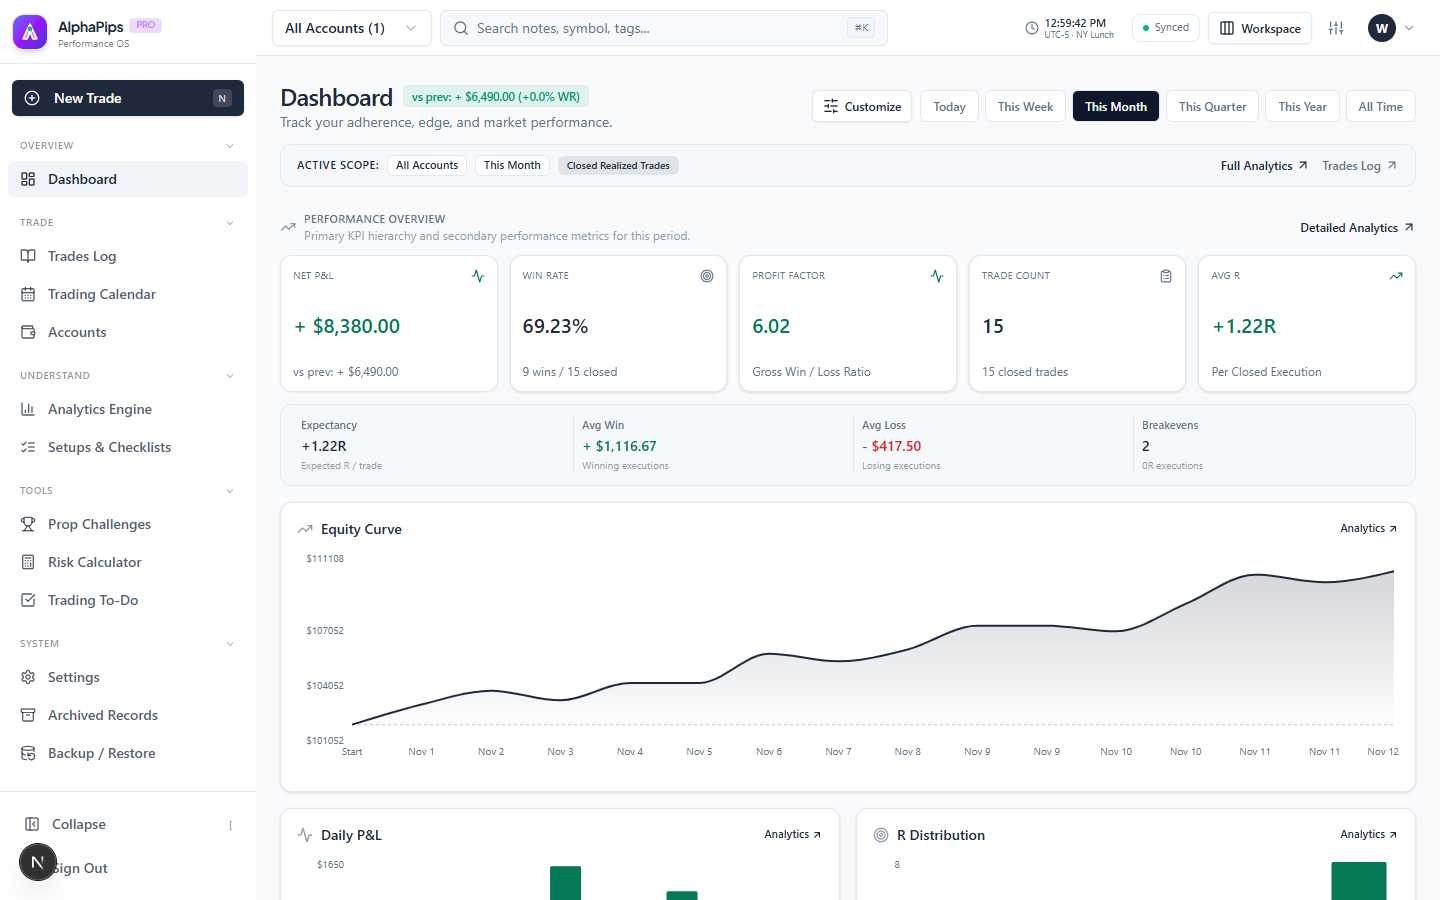 AlphaPips PRO
Performance OS
New Trade N
OVERVIEW
Dashboard
TRADE
Trades Log
Trading Calendar
Accounts
UNDERSTAND
Analytics Engine
Setups & Checklists
TOOLS
Prop Challenges
Risk Calculator
Trading To-Do
SYSTEM
Settings
Archived Records
Backup / Restore
Collapse [
N Sign Out
All Accounts (1)
Search notes, symbol, tags... ⌘K
12:59:42 PM
UTC-5 · NY Lunch
Synced
Workspace
W
Dashboard vs prev: + $6,490.00 (+0.0% WR)
Track your adherence, edge, and market performance.
Customize Today This Week This Month This Quarter This Year All Time
ACTIVE SCOPE: All Accounts This Month Closed Realized Trades Full Analytics Trades Log
PERFORMANCE OVERVIEW
Primary KPI hierarchy and secondary performance metrics for this period.
Detailed Analytics
NET P&L
+ $8,380.00
vs prev: + $6,490.00
WIN RATE
69.23%
9 wins / 15 closed
PROFIT FACTOR
6.02
Gross Win / Loss Ratio
TRADE COUNT
15
15 closed trades
AVG R
+1.22R
Per Closed Execution
Expectancy
+1.22R
Expected R / trade
Avg Win
+ $1,116.67
Winning executions
Avg Loss
- $417.50
Losing executions
Breakevens
2
0R executions
Equity Curve Analytics
$111108
$107052
$104052
$101052
Start Nov 1 Nov 2 Nov 3 Nov 4 Nov 5 Nov 6 Nov 7 Nov 8 Nov 9 Nov 9 Nov 10 Nov 10 Nov 11 Nov 11 Nov 12
Daily P&L Analytics
$1650
R Distribution Analytics
8